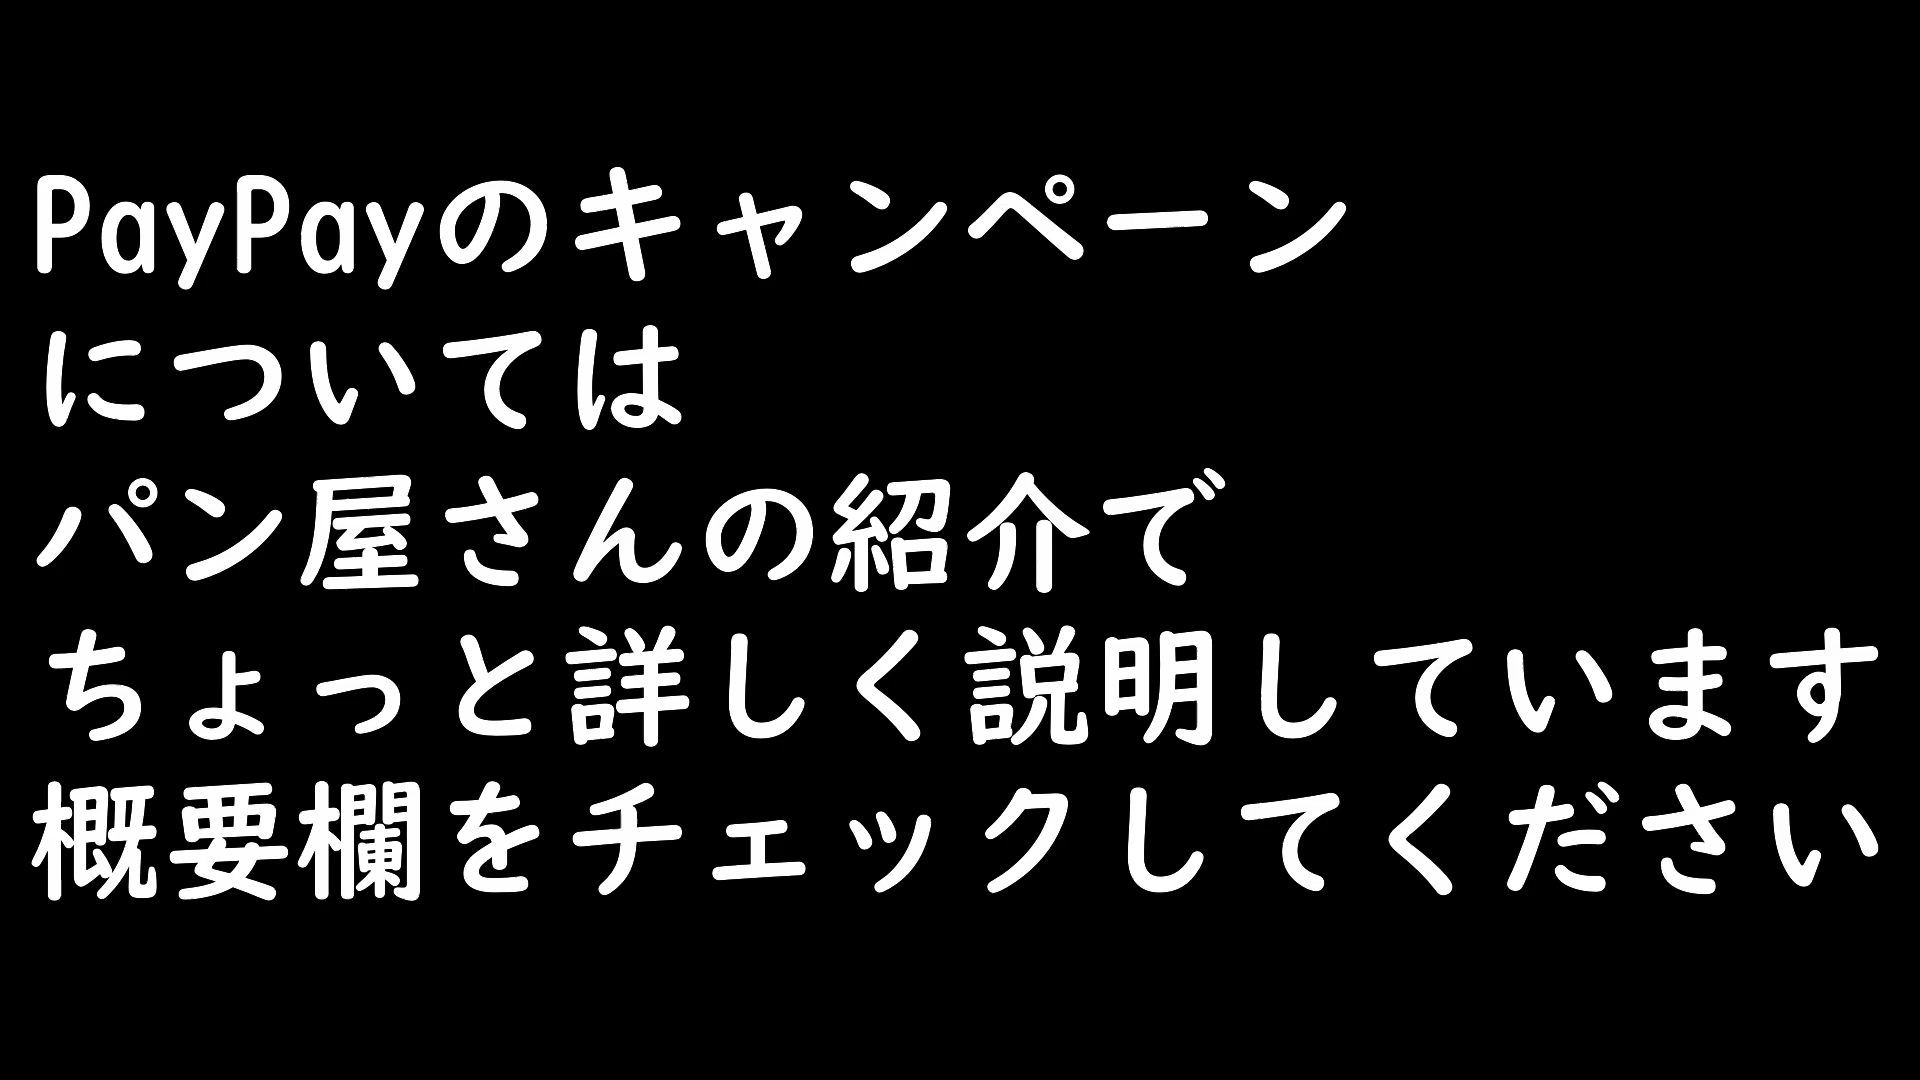 PayPayのキャンペーン
については
パン屋さんの紹介で
ちょっと詳しく説明しています
概要欄をチェックしてください